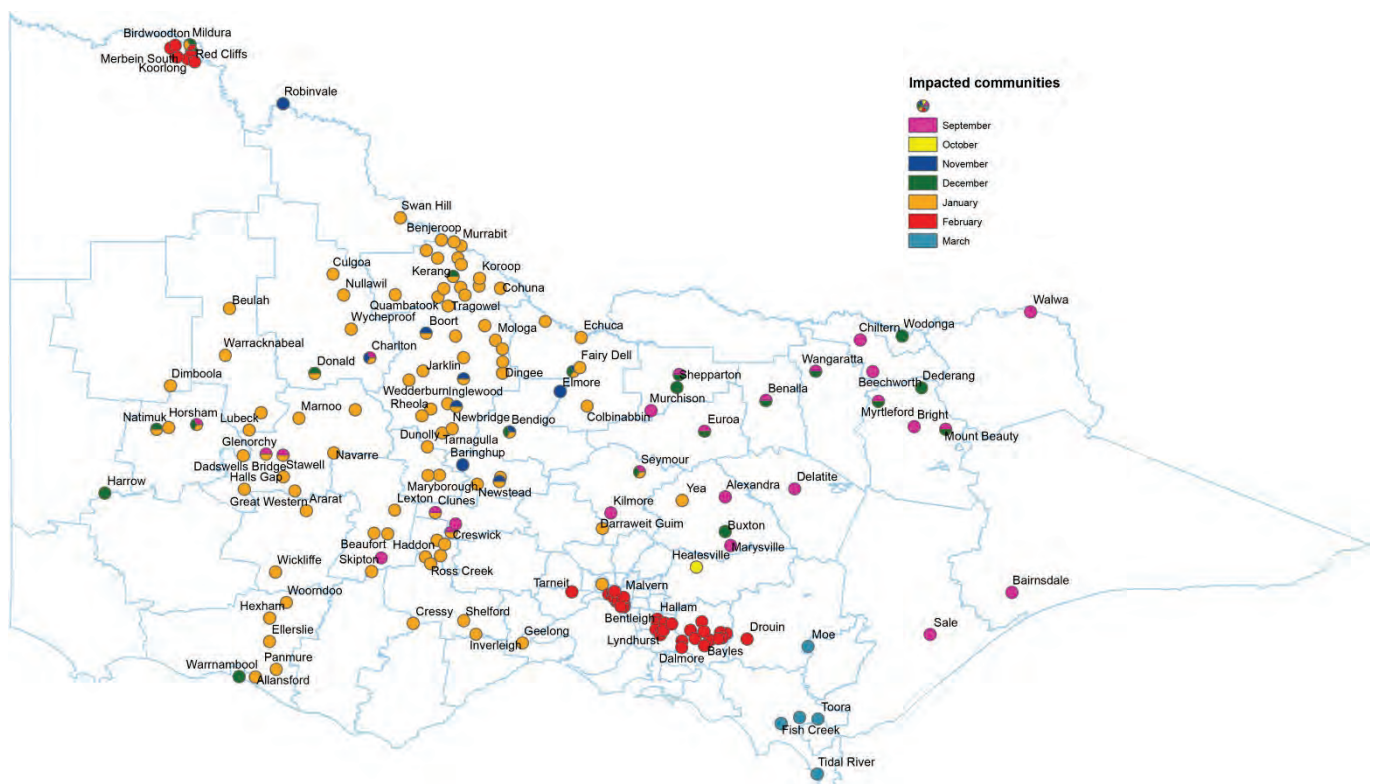 Birdwoodton
Mildura
Merbein South
Red Cliffs
Koorlong
Robinvale
Impacted communities
September
October
November
December
January
February
March
Swan Hill
Benjeroop
Murrabit
Culgoa
Kerang
Koroop
Nullawil
Cohuna
Beulah
Quambatook
Tragowel
Walwa
Wycheproof
Boort
Mologa
Echuca
Chiltern
Wodonga
Warracknabeal
Charlton
Fairy Dell
Donald
Jarklin
Shepparton
Wangaratta
Dimboola
Dingee
Elmore
Beechworth
Dederang
Wedderburn
Inglewood
Benalla
Marnoo
Rheola
Murchison
Colbinabbin
Natimuk
Horsham
Lubeck
Newbridge
Bendigo
Euroa
Myrtleford
Bright
Mount Beauty
Glenorchy
Dunolly
Tarnagulla
Navarre
Baringhup
Dadswells Bridge
Stawell
Seymour
Halls Gap
Harrow
Maryborough
Newstead
Delatite
Great Western
Ararat
Lexton
Clunes
Kilmore
Yea
Alexandra
Darraweit Guim
Buxton
Beaufort
Haddon
Creswick
Marysville
Wickliffe
Skipton
Ross Creek
Healesville
Tarneit
Malvern
Bairnsdale
Woorndoo
Hexham
Cressy
Shelford
Bentleigh
Hallam
Ellerslie
Geelong
Lyndhurst
Drouin
Moe
Sale
Inverleigh
Bayles
Dalmore
Panmure
Warrnambool
Allansford
Toora
Fish Creek
Tidal River